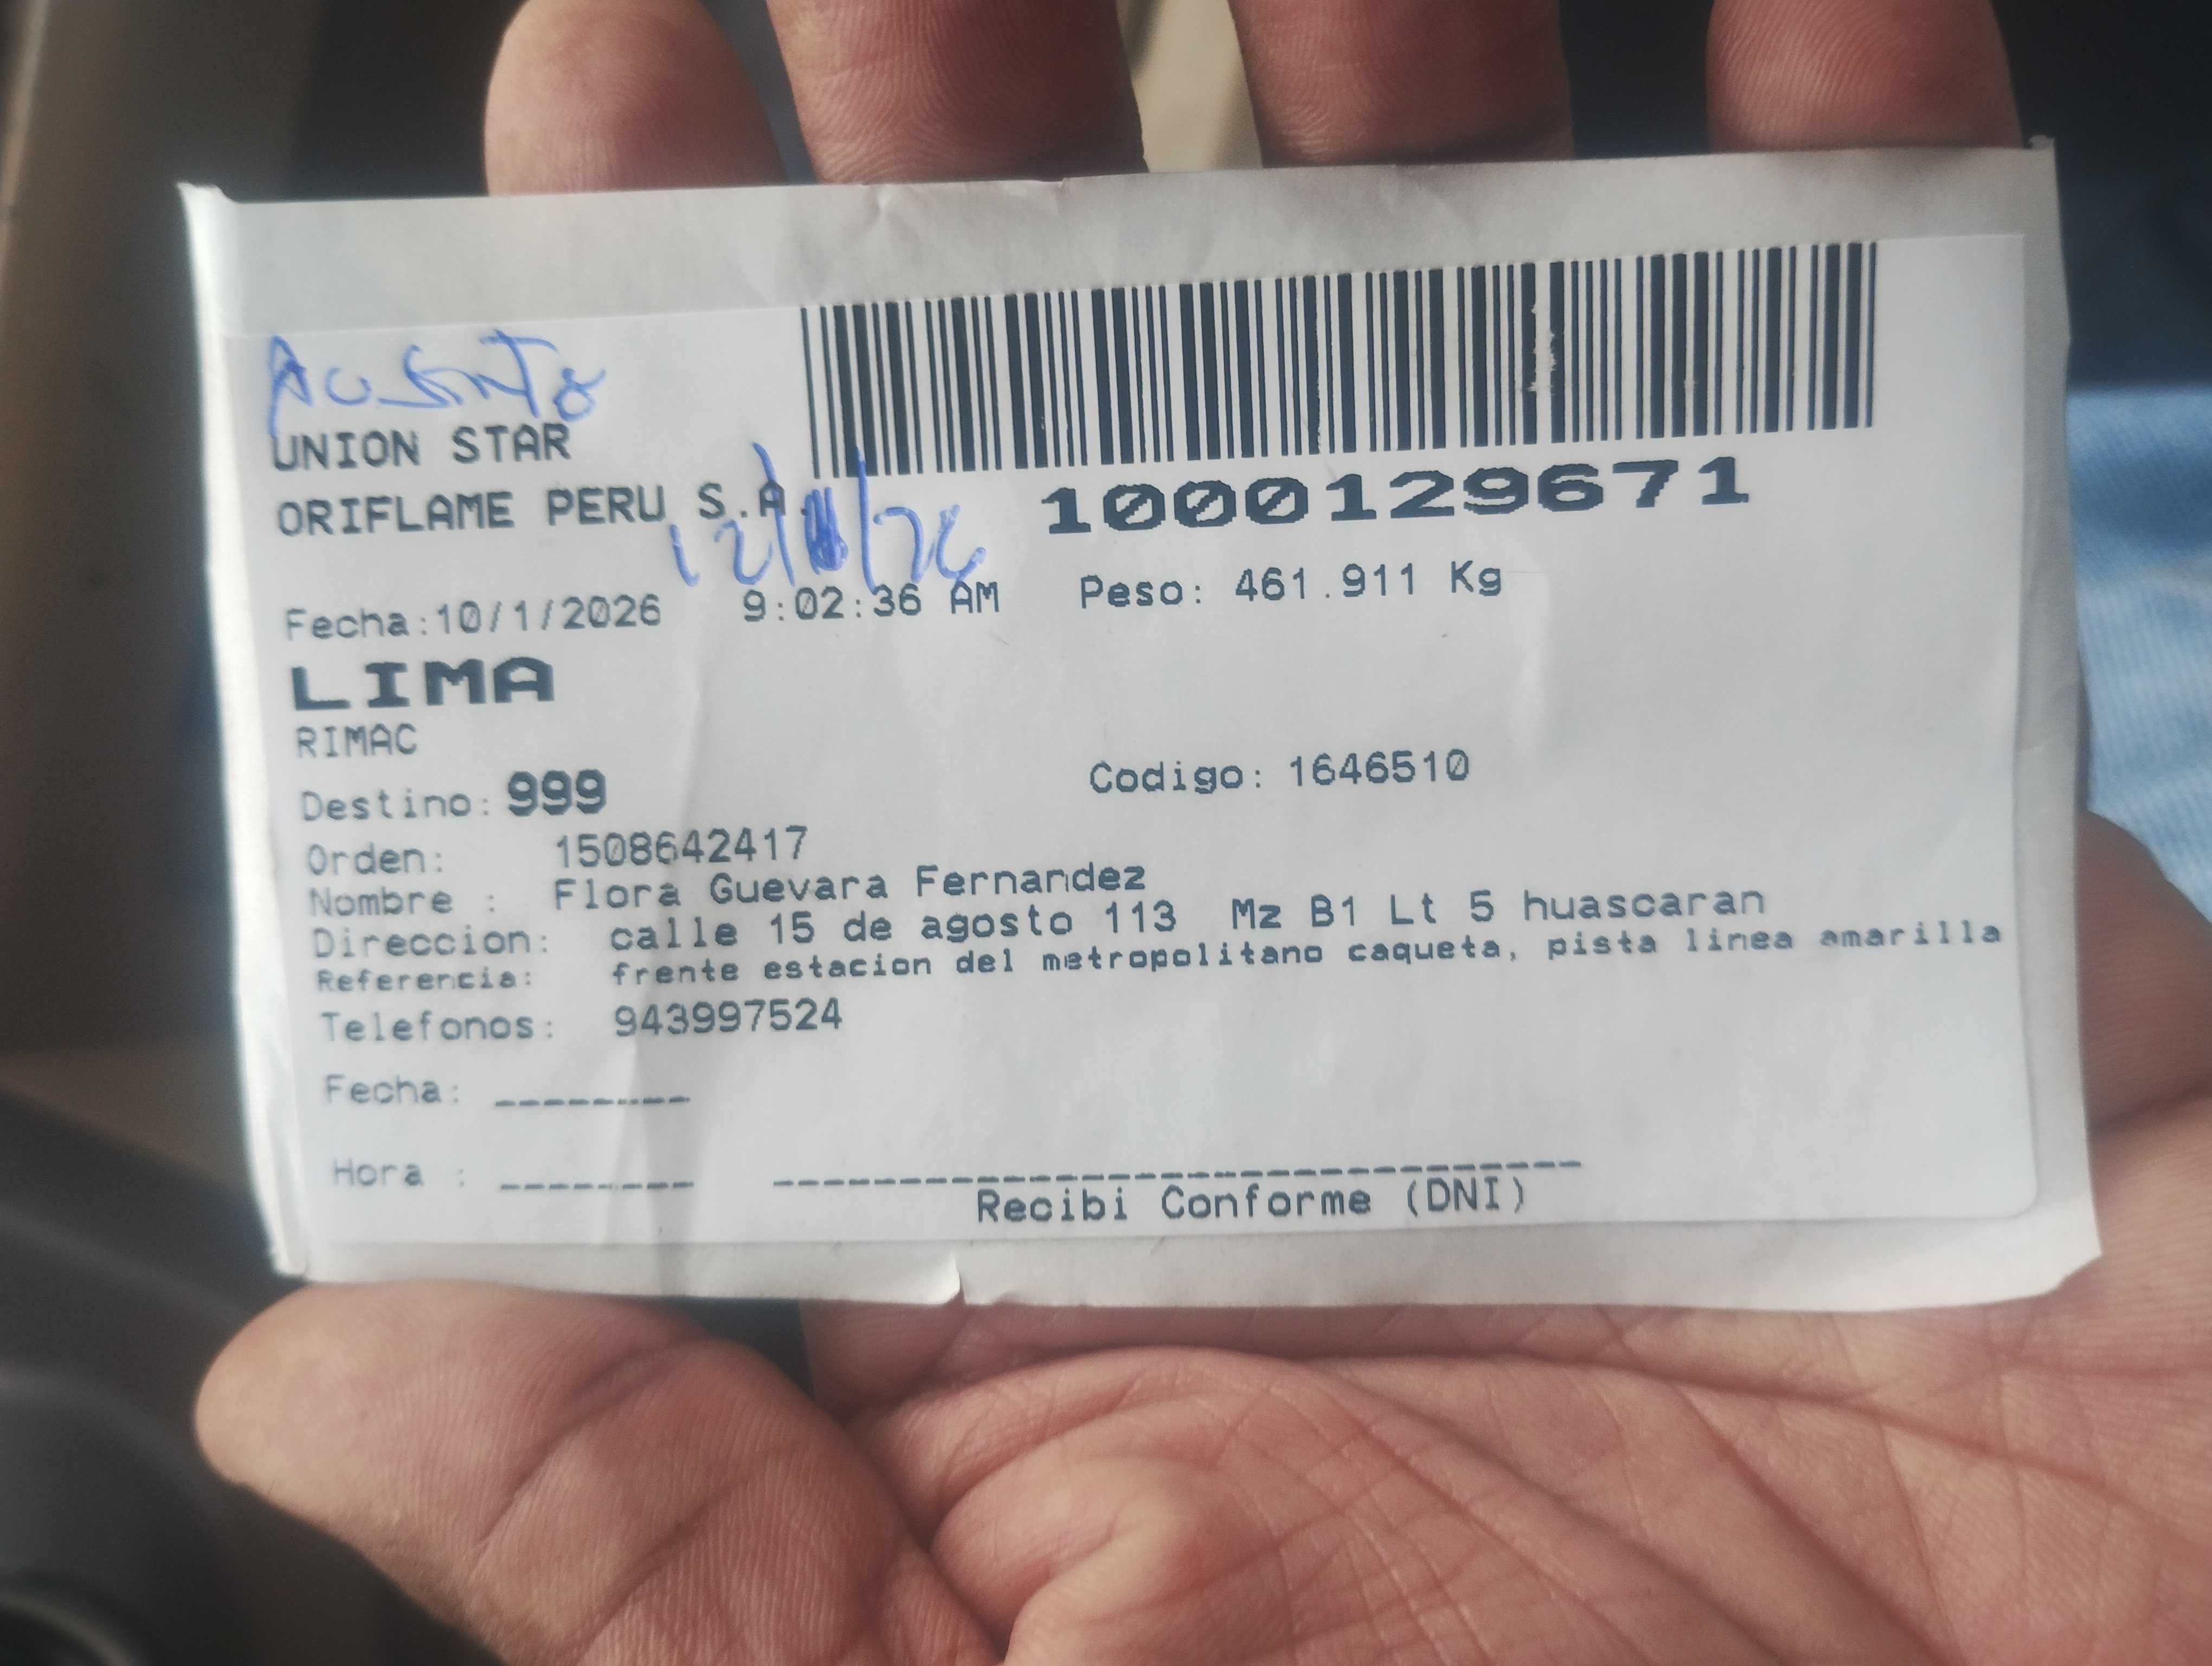 UNION STAR
ORIFLAME PERU S.A.
1000129671
Fecha:10/1/2026 9:02:36 AM Peso: 461.911 Kg
LIMA
RIMAC
Destino: 999 Codigo: 1646510
Orden: 1508642417
Nombre : Flora Guevara Fernandez
Direccion: calle 15 de agosto 113 Mz B1 Lt 5 huascaran
Referencia: frente estacion del metropolitano caqueta, pista linea amarilla
Telefonos: 943997524
Fecha: _________
Hora : _________
Recibi Conforme (DNI)